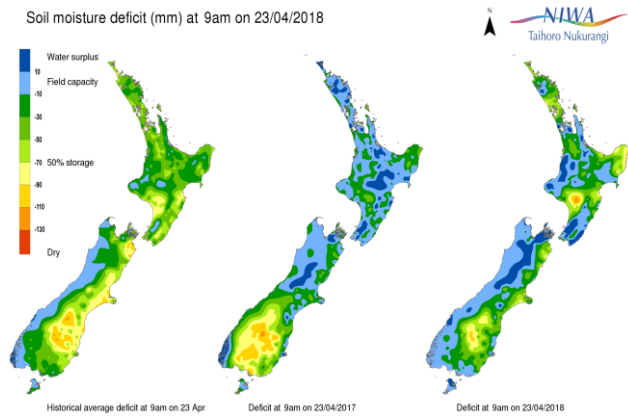 Soil moisture deficit (mm) at 9am on 23/04/2018
N
NIWA
Taihoro Nukurangi
Water surplus
10
Field capacity
-10
-30
-50
50% storage
-70
-90
-110
-130
Dry
Historical average deficit at 9am on 23 Apr
Deficit at 9am on 23/04/2017
Deficit at 9am on 23/04/2018